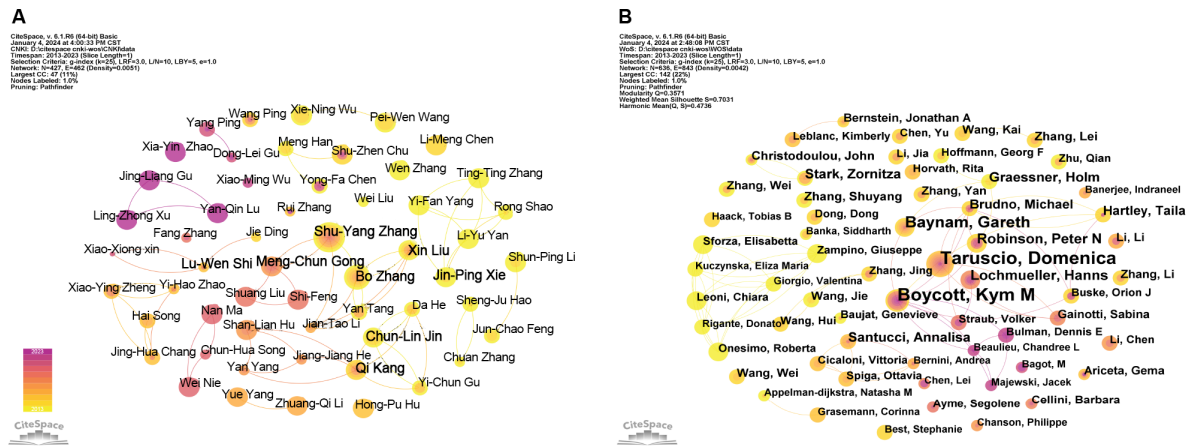 A
CiteSpace, v. 6.1.R6 (64-bit) Basic
January 4, 2024 at 4:00:33 PM CST
CNKI: D:\citespace cnki-wos\CNKI\data
Timespan: 2013-2023 (Slice Length=1)
Selection Criteria: g-index (k=25), LRF=3.0, L/N=10, LBY=5, e=1.0
Network: N=427, E=462 (Density=0.0051)
Largest CC: 47 (11%)
Nodes Labeled: 1.0%
Pruning: Pathfinder
Wang Ping
Xie-Ning Wu
Pei-Wen Wang
Yang Ping
Li-Meng Chen
Meng Han
Shu-Zhen Chu
Xia-Yin Zhao
Dong-Lei Gu
Wen Zhang
Jing-Liang Gu
Xiao-Ming Wu
Yong-Fa Chen
Ting-Ting Zhang
Wei Liu
Yi-Fan Yang
Ling-Zhong Xu
Yan-Qin Lu
Rui Zhang
Rong Shao
Fang Zhang
Jie Ding
Shu-Yang Zhang
Li-Yu Yan
Xiao-Xiong xin
Xin Liu
Shun-Ping Li
Lu-Wen Shi
Meng-Chun Gong
Bo Zhang
Jin-Ping Xie
Xiao-Ying Zheng
Yi-Hao Zhao
Shuang Liu
Shi-Feng
Nan Ma
Yan Tang
Da He
Sheng-Ju Hao
Hai Song
Shan-Lian Hu
Jian-Tao Li
Jun-Chao Feng
Chun-Lin Jin
Jing-Hua Chang
Chun-Hua Song
Jiang-Jiang He
Chuan Zhang
Yan Yang
Qi Kang
Wei Nie
Yi-Chun Gu
Yue Yang
Zhuang-Qi Li
Hong-Pu Hu
2023
2013
CiteSpace
B
CiteSpace, v. 6.1.R6 (64-bit) Basic
January 4, 2024 at 2:48:08 PM CST
WoS: D:\citespace cnki-wos\WOS\data
Timespan: 2013-2023 (Slice Length=1)
Selection Criteria: g-index (k=25), LRF=3.0, L/N=10, LBY=5, e=1.0
Network: N=636, E=843 (Density=0.0042)
Largest CC: 142 (22%)
Nodes Labeled: 1.0%
Pruning: Pathfinder
Modularity Q=0.3571
Weighted Mean Silhouette S=0.7031
Harmonic Mean(Q, S)=0.4736
Bernstein, Jonathan A
Leblanc, Kimberly
Chen, Yu
Wang, Kai
Zhang, Lei
Christodoulou, John
Li, Jia
Hoffmann, Georg F
Zhu, Qian
Stark, Zornitza
Horvath, Rita
Graessner, Holm
Zhang, Wei
Zhang, Shuyang
Zhang, Yan
Banerjee, Indraneel
Brudno, Michael
Haack, Tobias B
Dong, Dong
Baynam, Gareth
Hartley, Taila
Banka, Siddharth
Sforza, Elisabetta
Zampino, Giuseppe
Robinson, Peter N
Li, Li
Kuczynska, Eliza Maria
Zhang, Jing
Taruscio, Domenica
Giorgio, Valentina
Lochmueller, Hanns
Zhang, Li
Leoni, Chiara
Wang, Jie
Boycott, Kym M
Buske, Orion J
Rigante, Donato
Wang, Hui
Baujat, Genevieve
Straub, Volker
Gainotti, Sabina
Onesimo, Roberta
Santucci, Annalisa
Bulman, Dennis E
Li, Chen
Beaulieu, Chandree L
Cicaloni, Vittoria
Bernini, Andrea
Bagot, M
Wang, Wei
Spiga, Ottavia
Chen, Lei
Majewski, Jacek
Ariceta, Gema
Appelman-dijkstra, Natasha M
Ayme, Segolene
Cellini, Barbara
Grasemann, Corinna
Chanson, Philippe
Best, Stephanie
CiteSpace